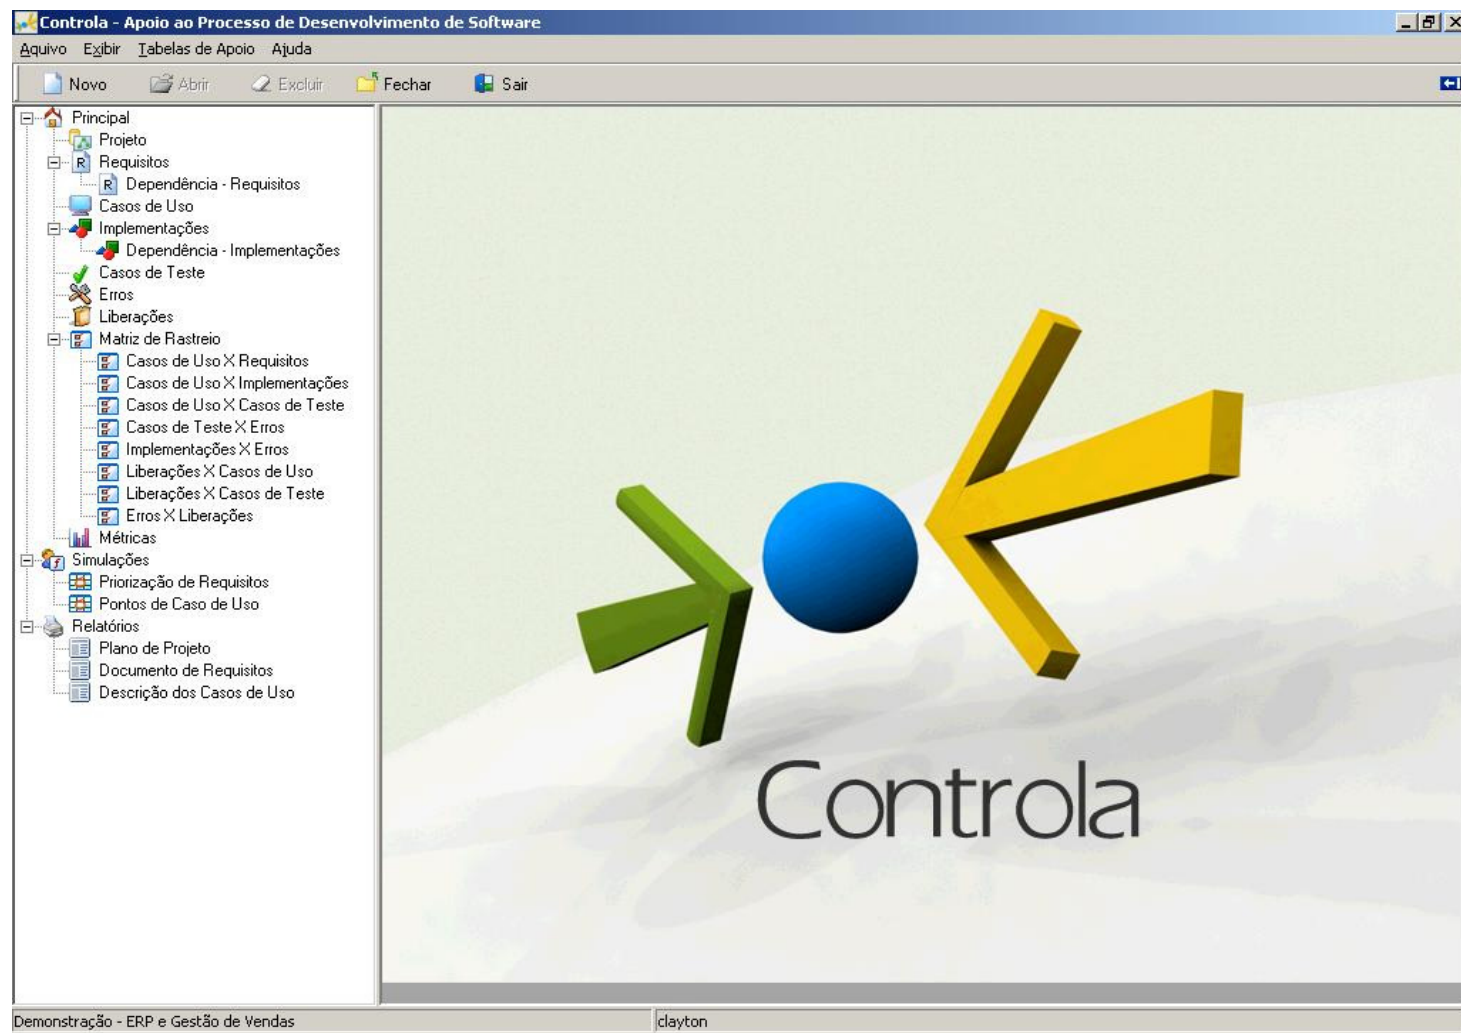 Controla - Apoio ao Processo de Desenvolvimento de Software
Aquivo Exibir Tabelas de Apoio Ajuda
Novo Abrir Excluir Fechar Sair
Principal
Projeto
Requisitos
Dependência - Requisitos
Casos de Uso
Implementações
Dependência - Implementações
Casos de Teste
Erros
Liberações
Matriz de Rastreio
Casos de Uso X Requisitos
Casos de Uso X Implementações
Casos de Uso X Casos de Teste
Casos de Teste X Erros
Implementações X Erros
Liberações X Casos de Uso
Liberações X Casos de Teste
Erros X Liberações
Métricas
Simulações
Priorização de Requisitos
Pontos de Caso de Uso
Relatórios
Plano de Projeto
Documento de Requisitos
Descrição dos Casos de Uso
Controla
Demonstração - ERP e Gestão de Vendas clayton